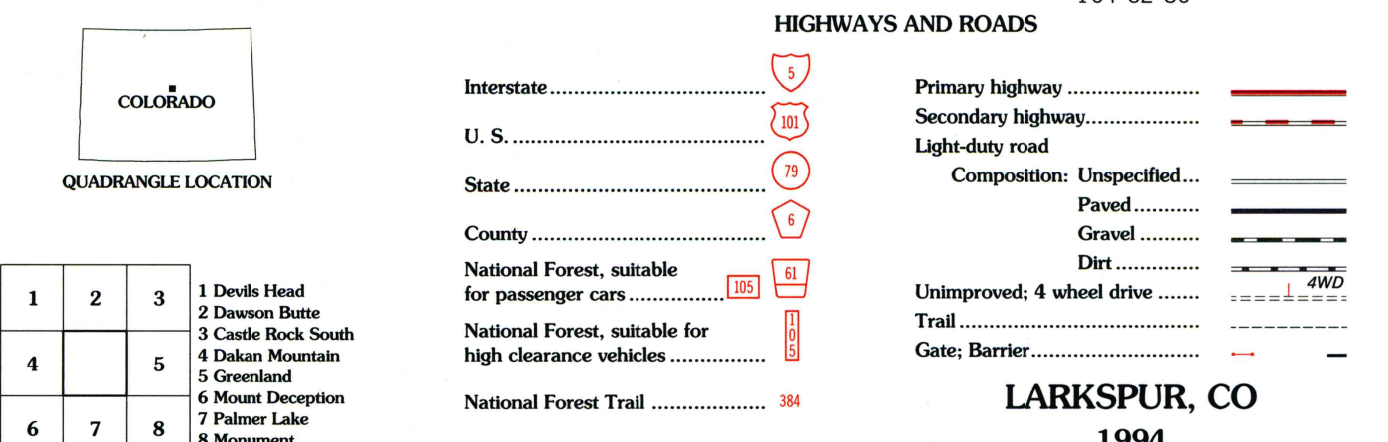 HIGHWAYS AND ROADS
COLORADO
QUADRANGLE LOCATION
1 2 3
4 5
6 7 8
1 Devils Head
2 Dawson Butte
3 Castle Rock South
4 Dakan Mountain
5 Greenland
6 Mount Deception
7 Palmer Lake
8 Monument
Interstate 5
U. S. 101
State 79
County 6
National Forest, suitable
for passenger cars 105 61
National Forest, suitable for
high clearance vehicles 105
National Forest Trail 384
Primary highway
Secondary highway
Light-duty road
Composition: Unspecified
Paved
Gravel
Dirt
Unimproved; 4 wheel drive 4WD
Trail
Gate; Barrier
LARKSPUR, CO
1994